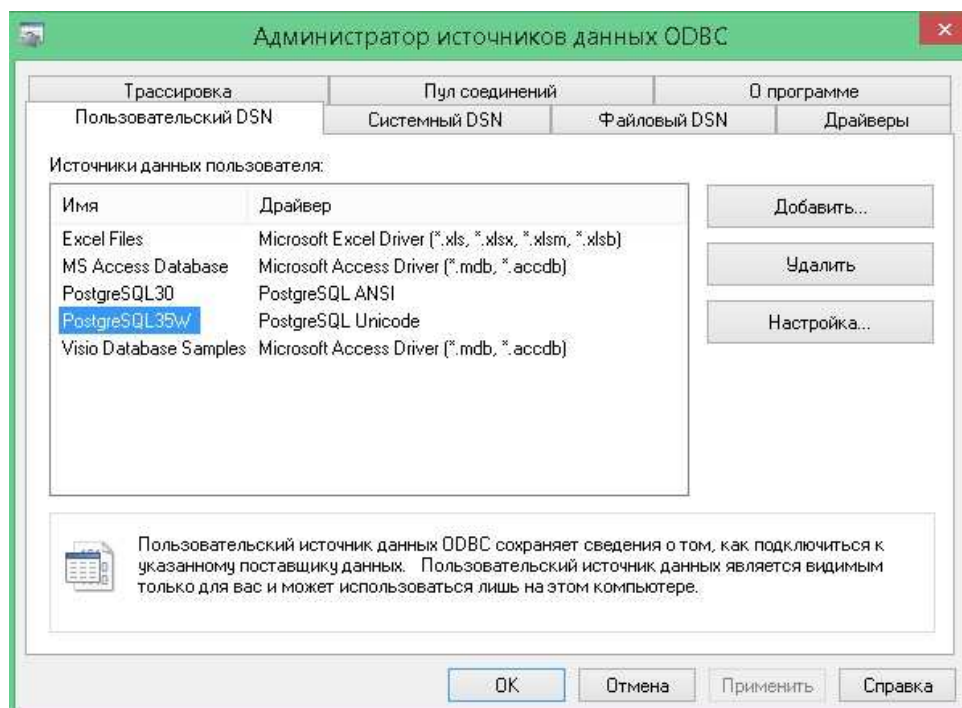 Администратор источников данных ODBC
Трассировка Пул соединений О программе
Пользовательский DSN Системный DSN Файловый DSN Драйверы
Источники данных пользователя:
Имя Драйвер
Excel Files Microsoft Excel Driver (*.xls, *.xlsx, *.xlsm, *.xlsb)
MS Access Database Microsoft Access Driver (*.mdb, *.accdb)
PostgreSQL30 PostgreSQL ANSI
PostgreSQL35W PostgreSQL Unicode
Visio Database Samples Microsoft Access Driver (*.mdb, *.accdb)
Добавить...
Удалить
Настройка...
Пользовательский источник данных ODBC сохраняет сведения о том, как подключиться к
указанному поставщику данных. Пользовательский источник данных является видимым
только для вас и может использоваться лишь на этом компьютере.
OK Отмена Применить Справка